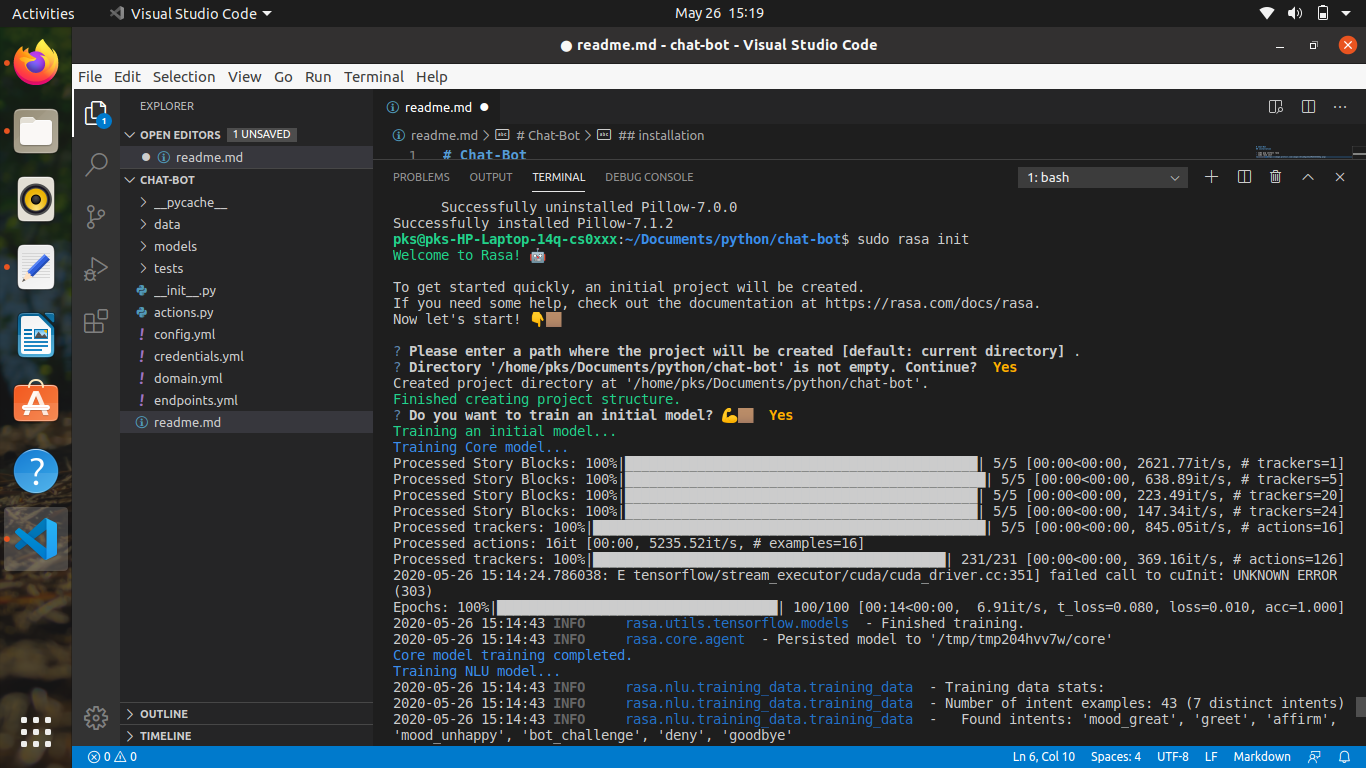 Activities
Visual Studio Code
May 26 15:19
readme.md - chat-bot - Visual Studio Code
File Edit Selection View Go Run Terminal Help
1
EXPLORER
OPEN EDITORS 1 UNSAVED
readme.md
CHAT-BOT
__pycache__
data
models
tests
__init__.py
actions.py
config.yml
credentials.yml
domain.yml
endpoints.yml
readme.md
OUTLINE
TIMELINE
readme.md
readme.md > # Chat-Bot > ## installation
1 # Chat-Bot
PROBLEMS OUTPUT TERMINAL DEBUG CONSOLE 1: bash
Successfully uninstalled Pillow-7.0.0
Successfully installed Pillow-7.1.2
pks@pks-HP-Laptop-14q-cs0xxx:~/Documents/python/chat-bot$ sudo rasa init
Welcome to Rasa! 🤖
To get started quickly, an initial project will be created.
If you need some help, check out the documentation at https://rasa.com/docs/rasa.
Now let's start! 👇🏽
? Please enter a path where the project will be created [default: current directory] .
? Directory '/home/pks/Documents/python/chat-bot' is not empty. Continue? Yes
Created project directory at '/home/pks/Documents/python/chat-bot'.
Finished creating project structure.
? Do you want to train an initial model? 💪🏽 Yes
Training an initial model...
Training Core model...
Processed Story Blocks: 100%| | 5/5 [00:00<00:00, 2621.77it/s, # trackers=1]
Processed Story Blocks: 100%| | 5/5 [00:00<00:00, 638.89it/s, # trackers=5]
Processed Story Blocks: 100%| | 5/5 [00:00<00:00, 223.49it/s, # trackers=20]
Processed Story Blocks: 100%| | 5/5 [00:00<00:00, 147.34it/s, # trackers=24]
Processed trackers: 100%| | 5/5 [00:00<00:00, 845.05it/s, # actions=16]
Processed actions: 16it [00:00, 5235.52it/s, # examples=16]
Processed trackers: 100%| | 231/231 [00:00<00:00, 369.16it/s, # actions=126]
2020-05-26 15:14:24.786038: E tensorflow/stream_executor/cuda/cuda_driver.cc:351] failed call to cuInit: UNKNOWN ERROR
(303)
Epochs: 100%| | 100/100 [00:14<00:00, 6.91it/s, t_loss=0.080, loss=0.010, acc=1.000]
2020-05-26 15:14:43 INFO rasa.utils.tensorflow.models - Finished training.
2020-05-26 15:14:43 INFO rasa.core.agent - Persisted model to '/tmp/tmp204hvv7w/core'
Core model training completed.
Training NLU model...
2020-05-26 15:14:43 INFO rasa.nlu.training_data.training_data - Training data stats:
2020-05-26 15:14:43 INFO rasa.nlu.training_data.training_data - Number of intent examples: 43 (7 distinct intents)
2020-05-26 15:14:43 INFO rasa.nlu.training_data.training_data - Found intents: 'mood_great', 'greet', 'affirm',
'mood_unhappy', 'bot_challenge', 'deny', 'goodbye'
0 0 Ln 6, Col 10 Spaces: 4 UTF-8 LF Markdown